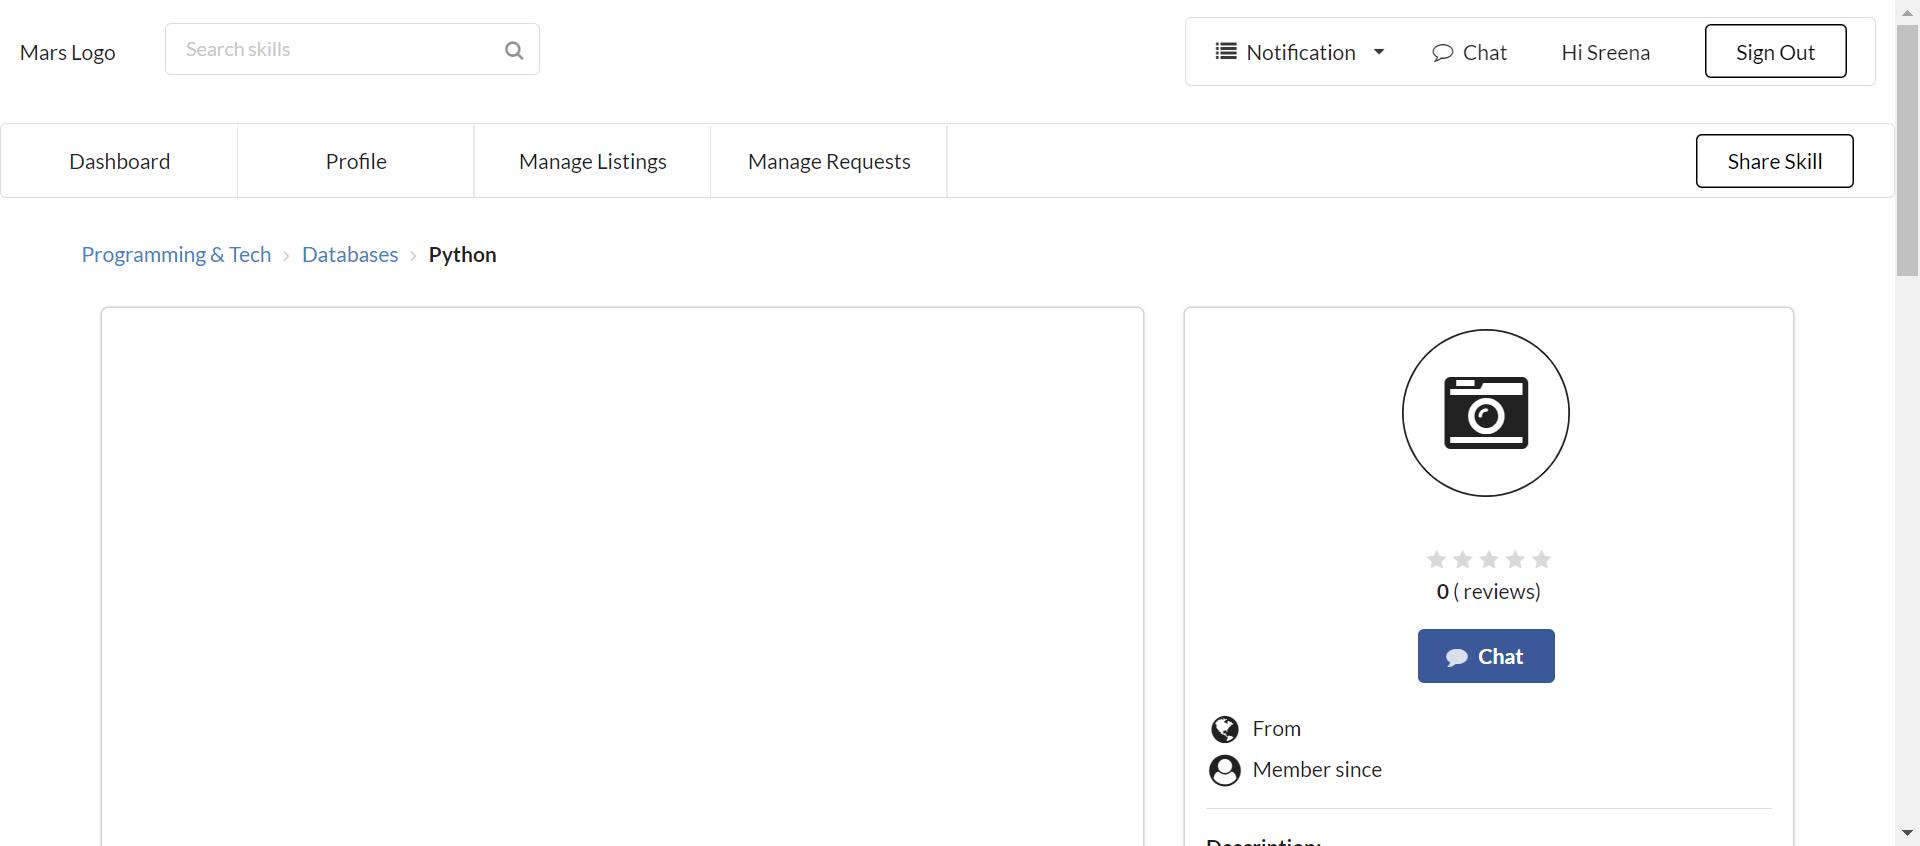 Mars Logo
Search skills
Notification
Chat
Hi Sreena
Sign Out
Dashboard
Profile
Manage Listings
Manage Requests
Share Skill
Programming & Tech
Databases
Python
0 ( reviews)
Chat
From
Member since
Description: